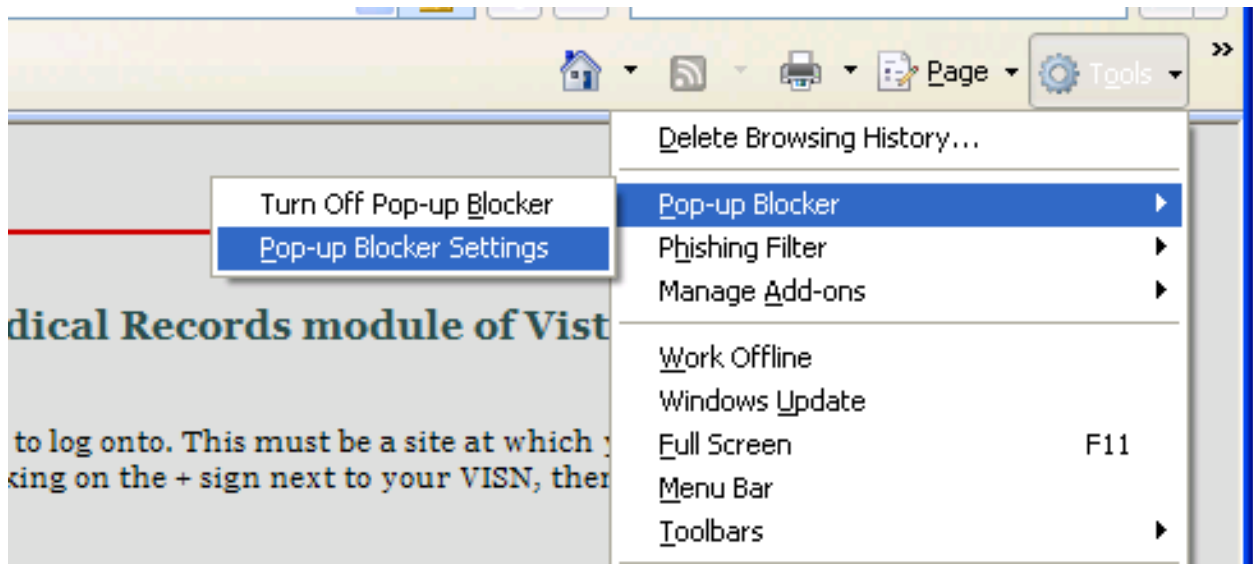 Page
Tools
»
Delete Browsing History...
Pop-up Blocker
Turn Off Pop-up Blocker
Pop-up Blocker Settings
Phishing Filter
Manage Add-ons
Work Offline
Windows Update
Full Screen F11
Menu Bar
Toolbars
dical Records module of Vist
to log onto. This must be a site at which
king on the + sign next to your VISN, then